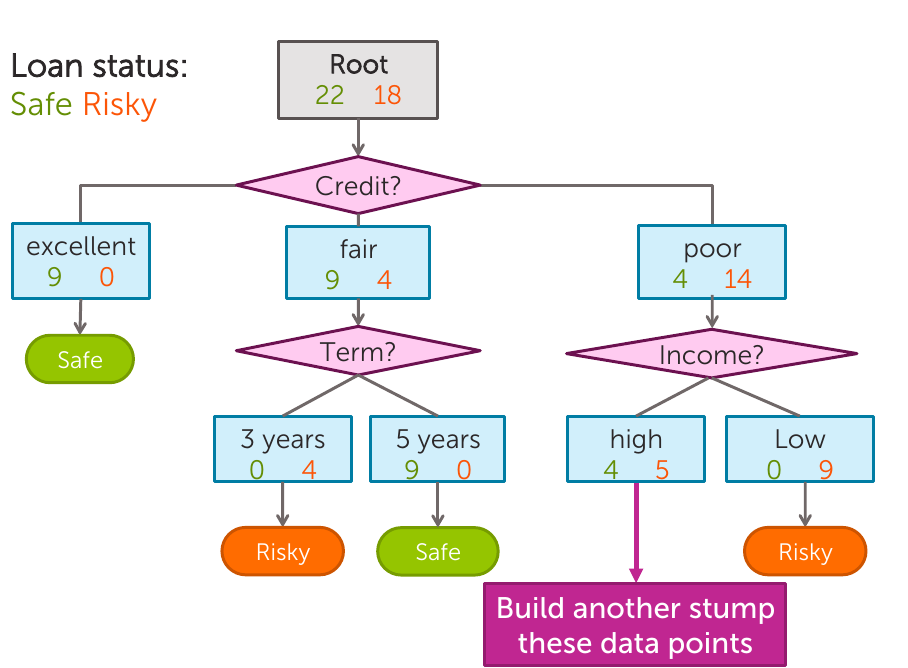 Loan status:
Safe Risky
Root
22 18
Credit?
excellent
9 0
fair
9 4
poor
4 14
Safe
Term?
Income?
3 years
0 4
5 years
9 0
high
4 5
Low
0 9
Risky
Safe
Risky
Build another stump
these data points